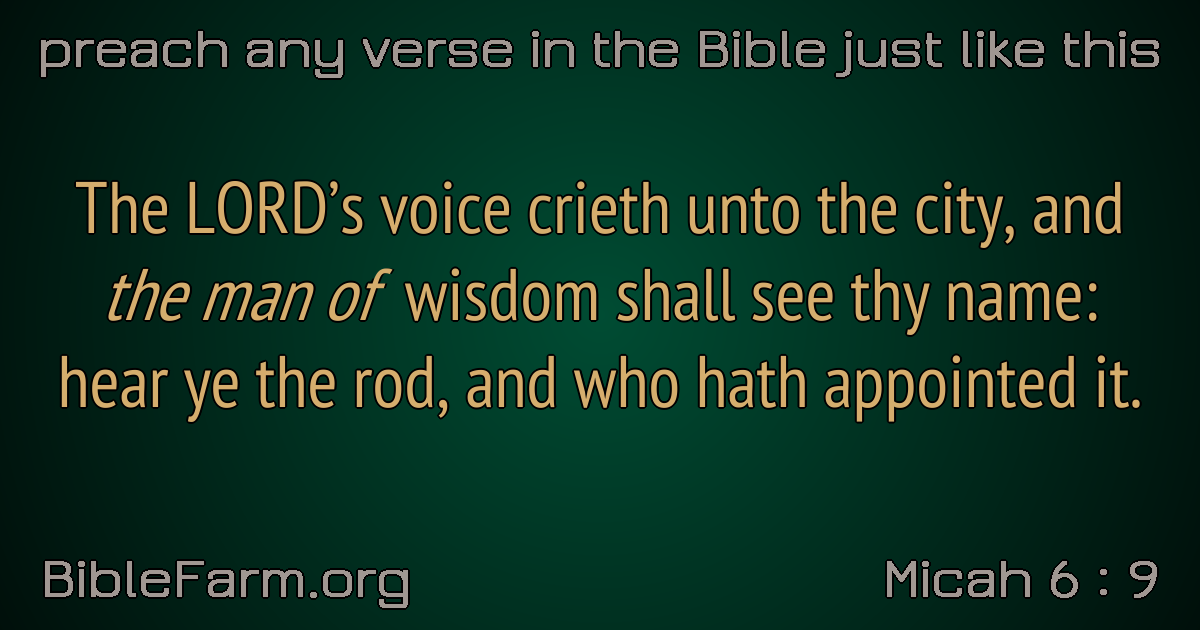 preach any verse in the Bible just like this
The LORD’s voice crieth unto the city, and
the man of wisdom shall see thy name:
hear ye the rod, and who hath appointed it.
BibleFarm.org
Micah 6 : 9